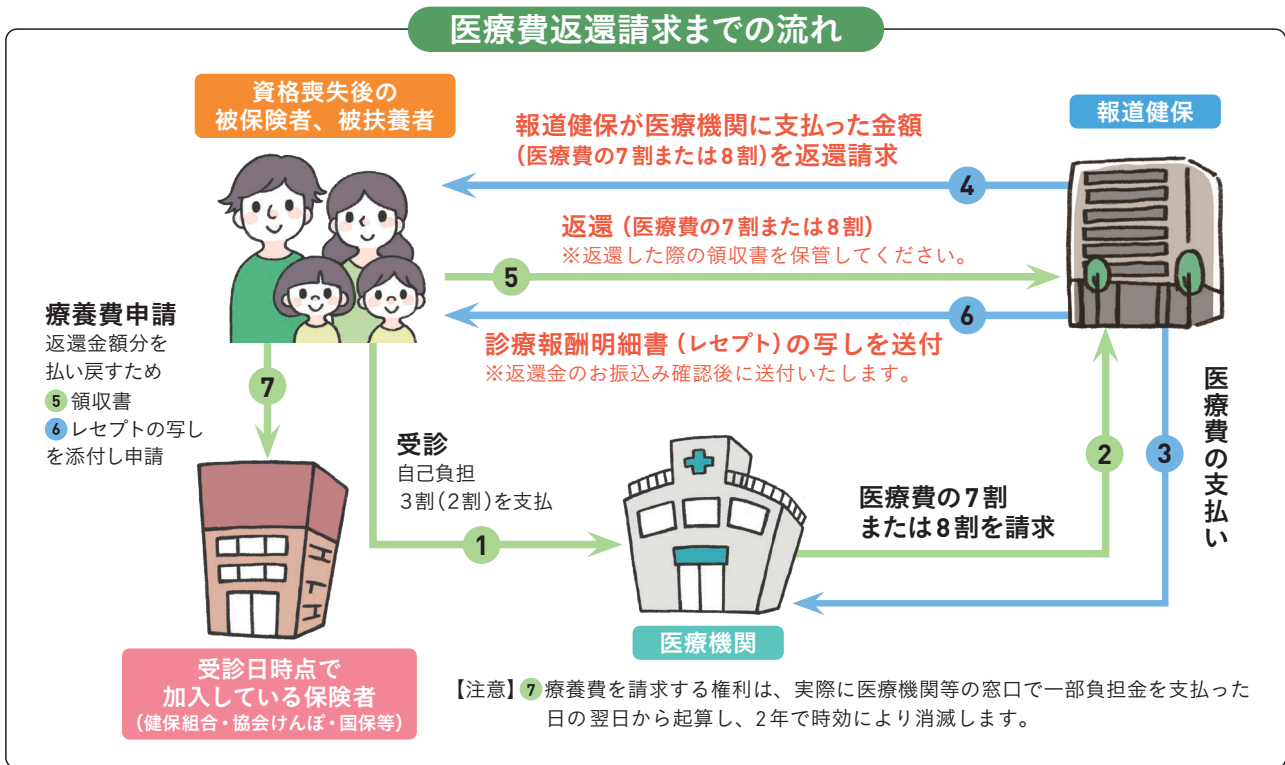 医療費返還請求までの流れ
資格喪失後の
被保険者、被扶養者
報道健保
報道健保が医療機関に支払った金額
(医療費の7割または8割)を返還請求
4
返還(医療費の7割または8割)
※返還した際の領収書を保管してください。
5
6
診療報酬明細書(レセプト)の写しを送付
※返還金のお振込み確認後に送付いたします。
療養費申請
返還金額分を
払い戻すため
5 領収書
6 レセプトの写し
を添付し申請
7
受診
自己負担
3割(2割)を支払
1
医療費の7割
または8割を請求
2
3
医療費の支払い
医療機関
受診日時点で
加入している保険者
(健保組合・協会けんぽ・国保等)
【注意】7 療養費を請求する権利は、実際に医療機関等の窓口で一部負担金を支払った
日の翌日から起算し、2年で時効により消滅します。